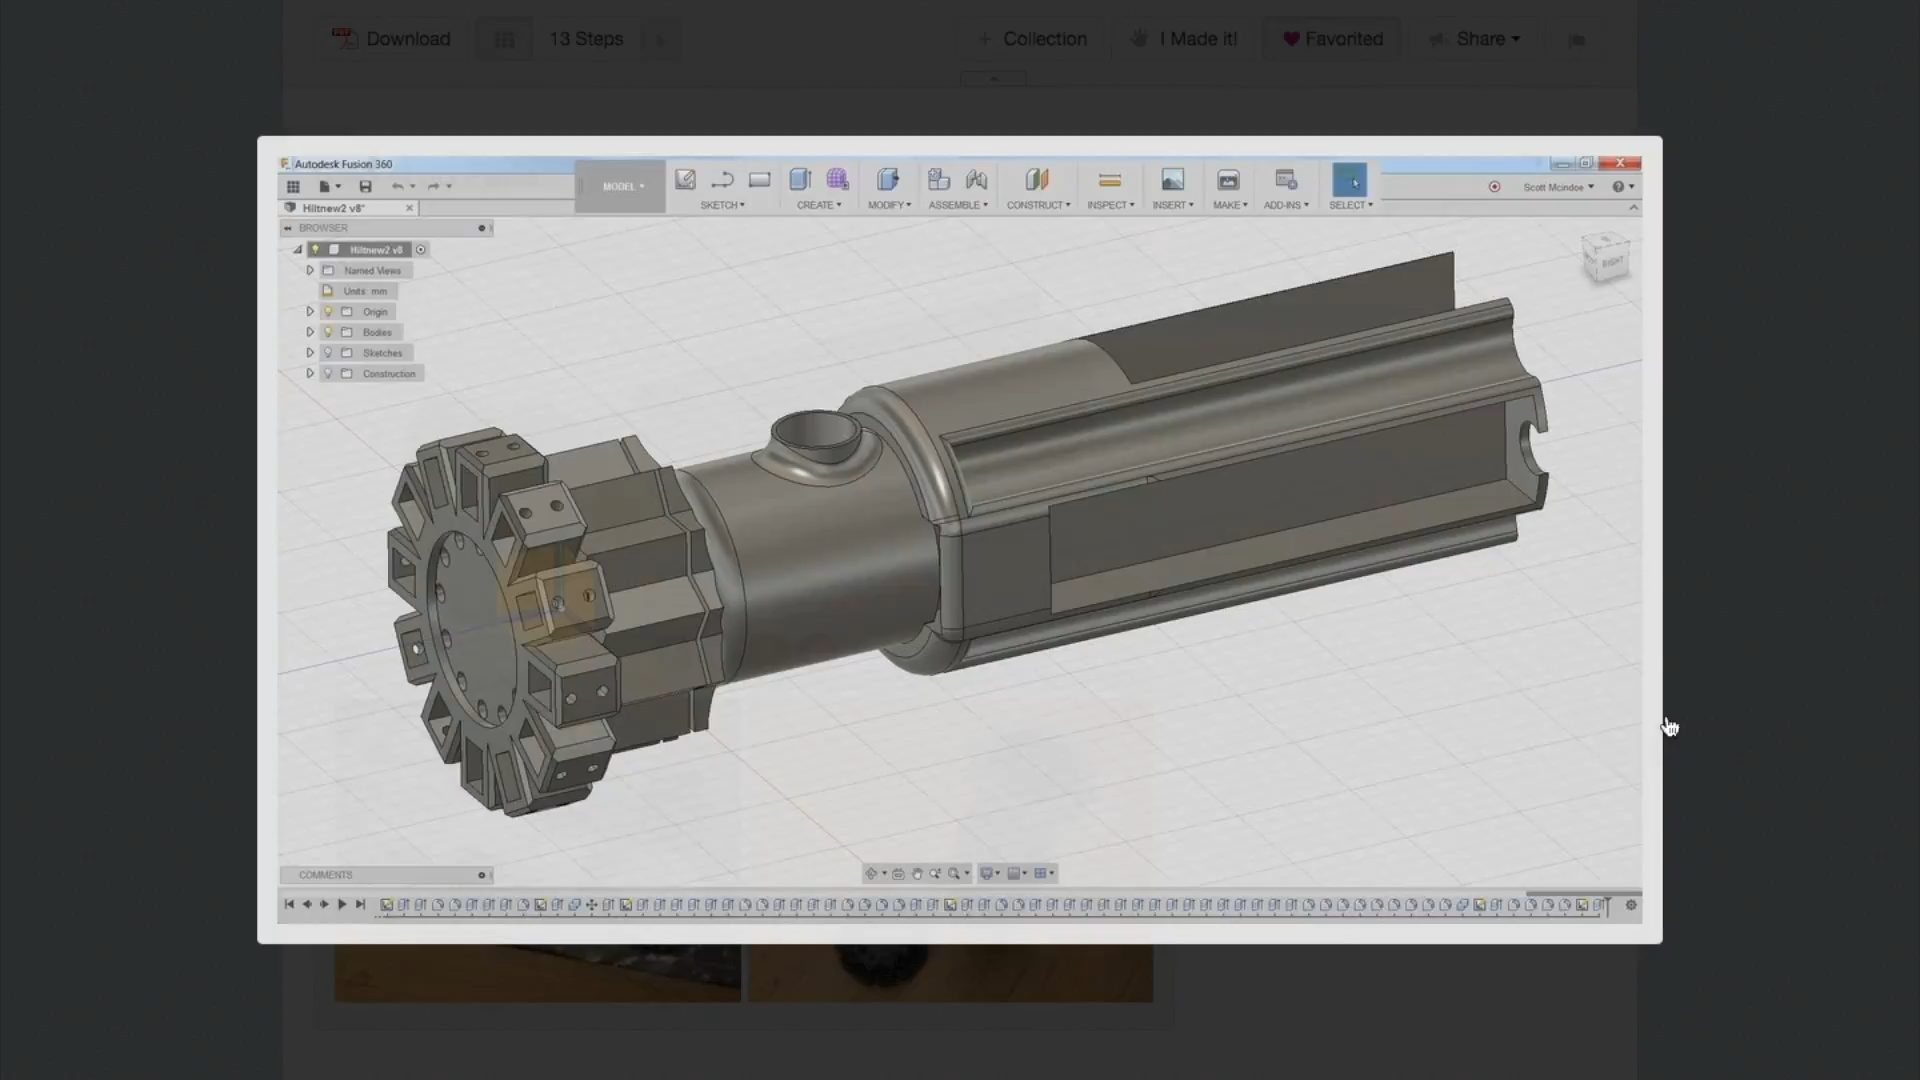 Download
13 Steps
Collection
I Made it!
Favorited
Share
Autodesk Fusion 360
MODEL
SKETCH
CREATE
MODIFY
ASSEMBLE
CONSTRUCT
INSPECT
INSERT
MAKE
ADD-INS
SELECT
Scott Mcindoe
Hiltnew2 v8*
BROWSER
Hiltnew2 v8
Named Views
Units: mm
Origin
Bodies
Sketches
Construction
RIGHT
COMMENTS